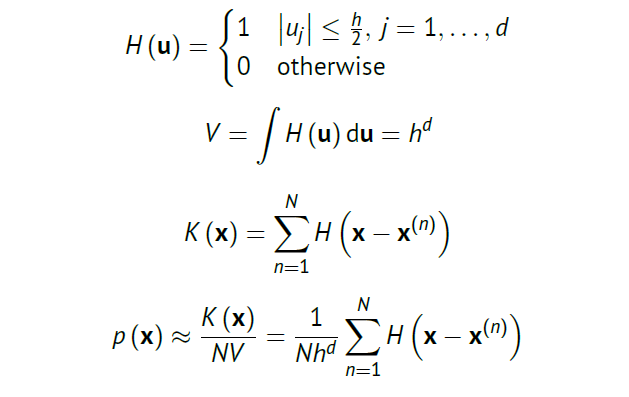 H (u) = { 1 |u_j| ≤ h/2, j = 1, . . . , d
0 otherwise
V = ∫ H (u) du = h^d
K (x) = ∑_{n=1}^{N} H (x − x^{(n)})
p (x) ≈ K (x)/NV = 1/Nh^d ∑_{n=1}^{N} H (x − x^{(n)})